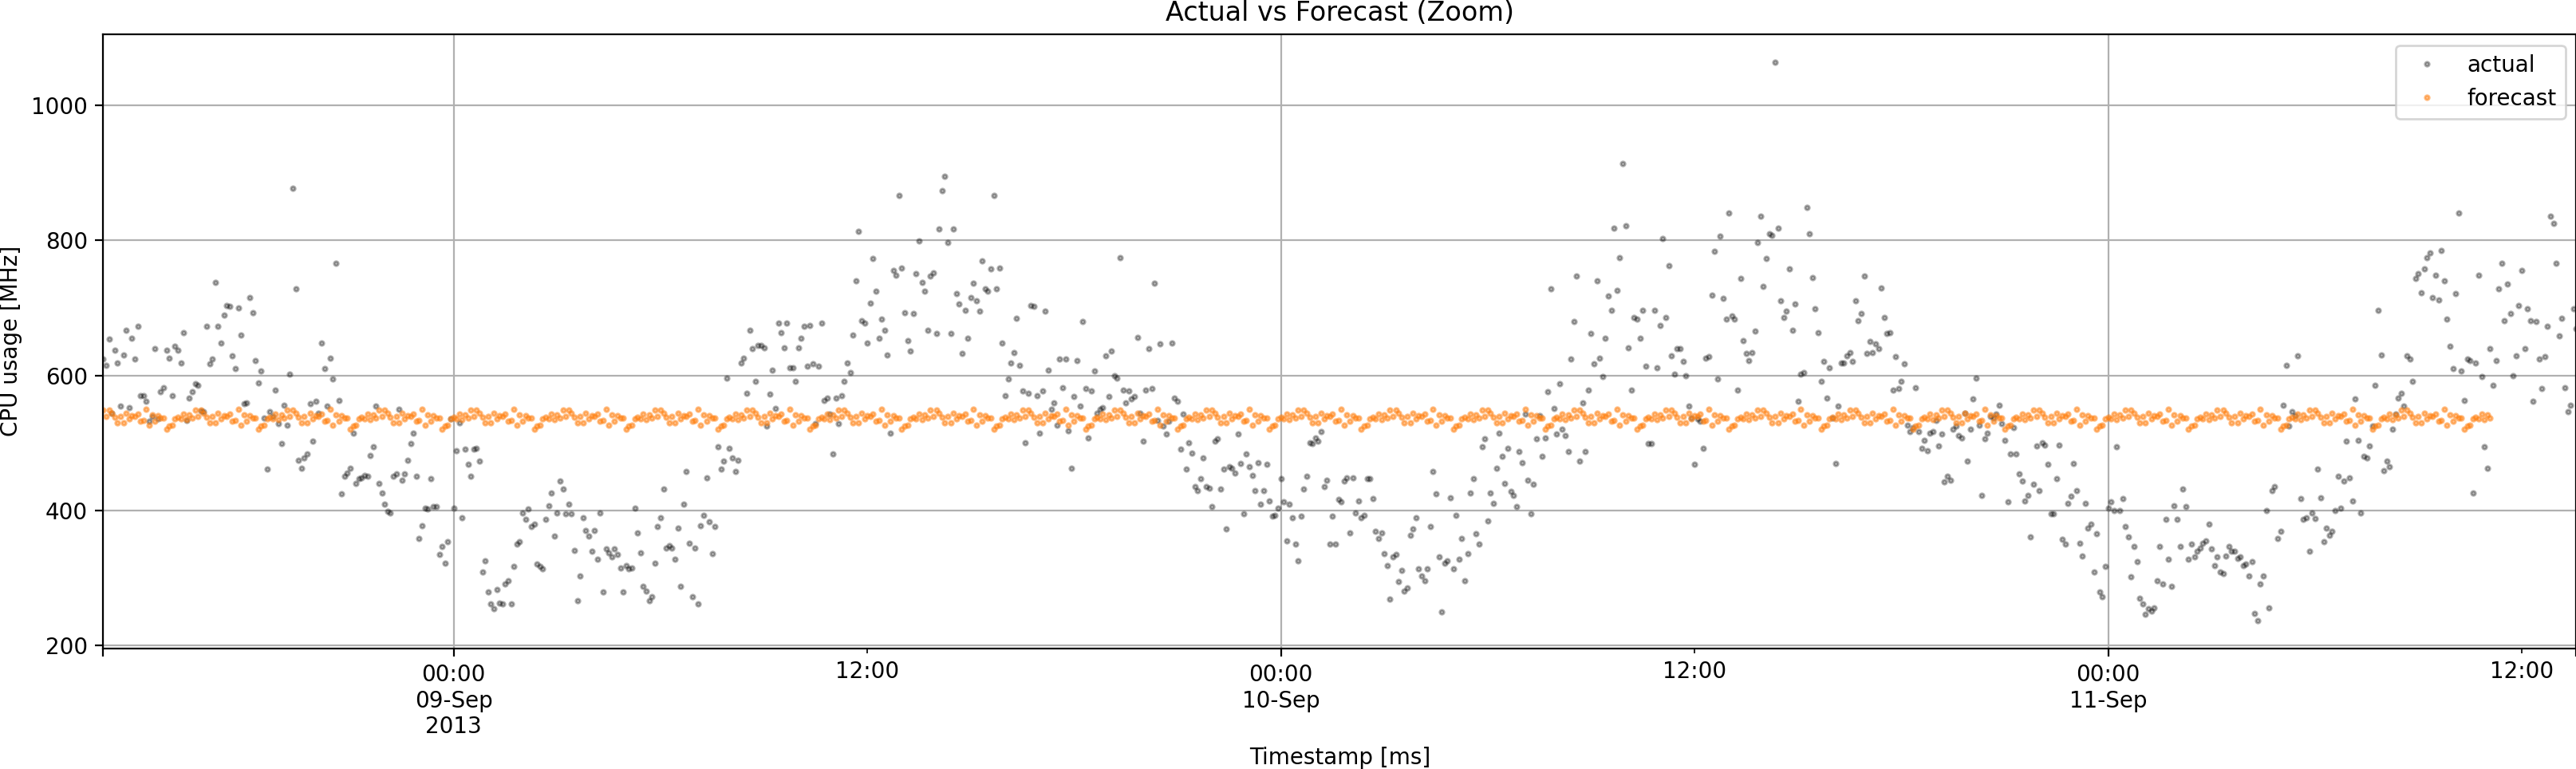 Actual vs Forecast (Zoom)
actual
forecast
CPU usage [MHz]
1000
800
600
400
200
00:00
09-Sep
2013
12:00
00:00
10-Sep
12:00
00:00
11-Sep
12:00
Timestamp [ms]